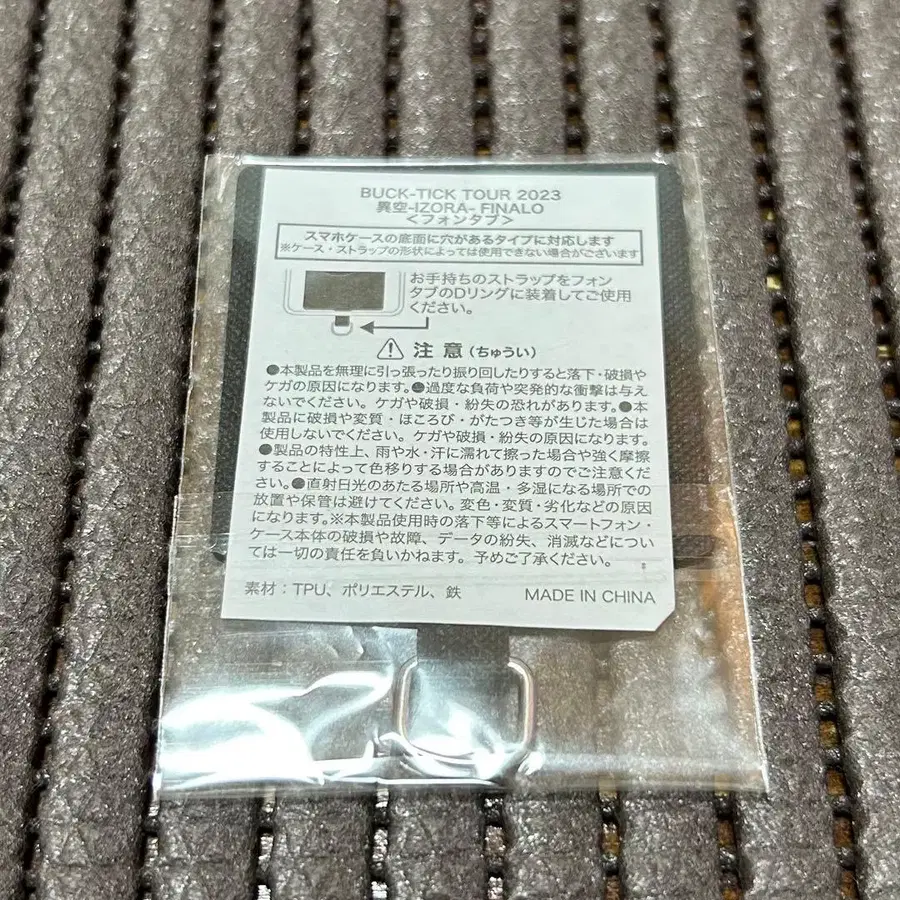 BUCK-TICK TOUR 2023
異空-IZORA- FINALO
＜フォンタブ＞
スマホケースの底面に穴があるタイプに対応します
※ケース・ストラップの形状によっては使用できない場合がございます
お手持ちのストラップをフォン
タブのDリングに装着してご使用
ください。
⚠注意(ちゅうい)
●本製品を無理に引っ張ったり振り回したりすると落下・破損や
ケガの原因になります。●過度な負荷や突発的な衝撃は与え
ないでください。ケガや破損・紛失の恐れがあります。●本
製品に破損や変質・ほころび・がたつき等が生じた場合は
使用しないでください。ケガや破損・紛失の原因になります。
●製品の特性上、雨や水・汗に濡れて擦った場合や強く摩擦
することによって色移りする場合がありますのでご注意くだ
さい。●直射日光のあたる場所や高温・多湿になる場所での
放置や保管は避けてください。変色・変質・劣化などの原因
になります。※本製品使用時の落下等によるスマートフォン・
ケース本体の破損や故障、データの紛失、消滅などについ
ては一切の責任を負いかねます。予めご了承ください。
素材：TPU、ポリエステル、鉄 MADE IN CHINA